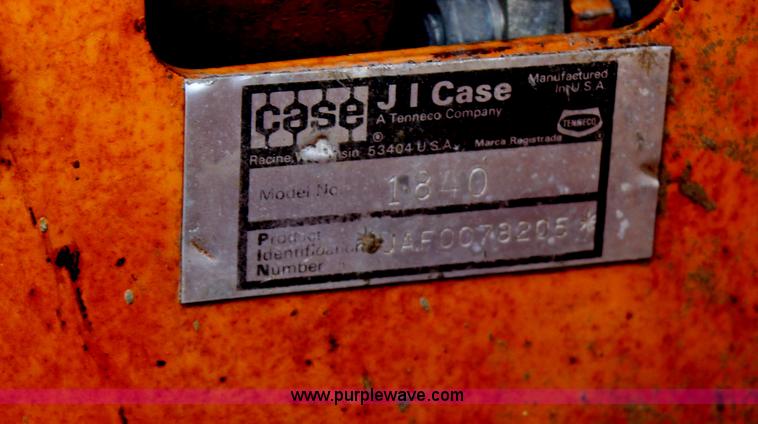 case
J I Case
A Tenneco Company
Manufactured
In U S A
TENNECO
Racine, Wisconsin 53404 U.S.A.
Marca Registrada
Model No. 1840
Product
Identification
Number
*JAF0078205*
www.purplewave.com